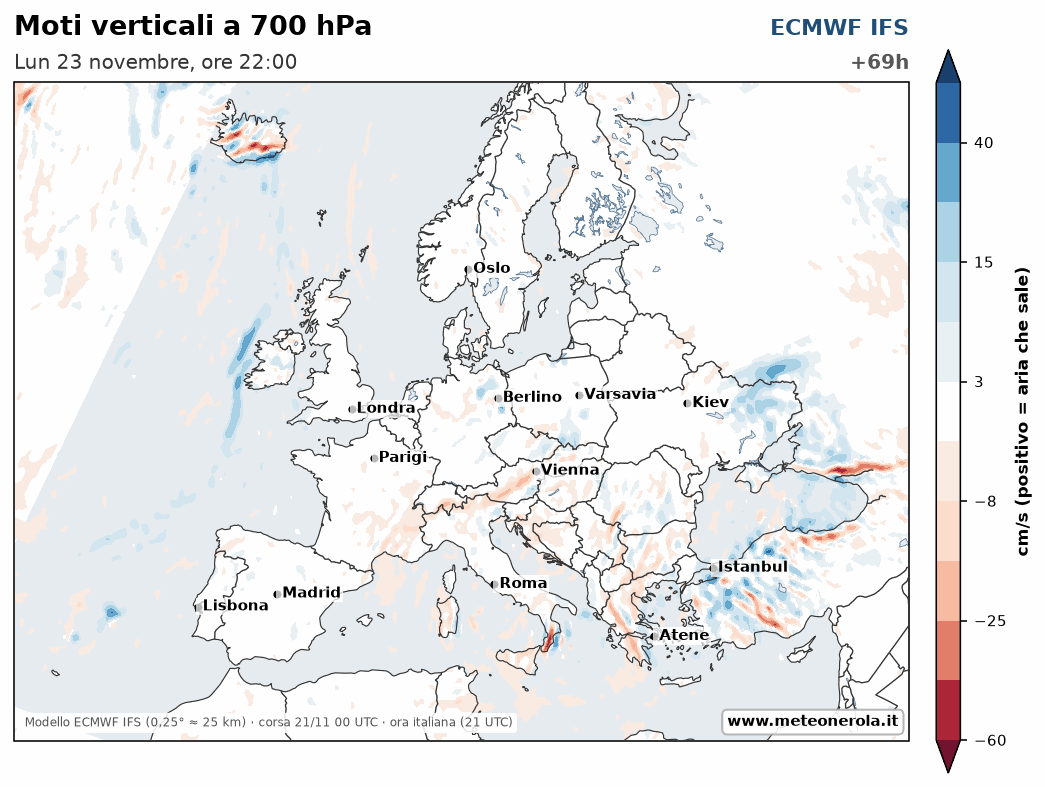 Moti verticali a 700 hPa
ECMWF IFS
Lun 23 novembre, ore 22:00
+69h
40
15
3
−8
−25
−60
cm/s (positivo = aria che sale)
Oslo
Londra
Berlino
Varsavia
Kiev
Parigi
Vienna
Istanbul
Roma
Madrid
Lisbona
Atene
Modello ECMWF IFS (0,25° ≈ 25 km) · corsa 21/11 00 UTC · ora italiana (21 UTC)
www.meteonerola.it